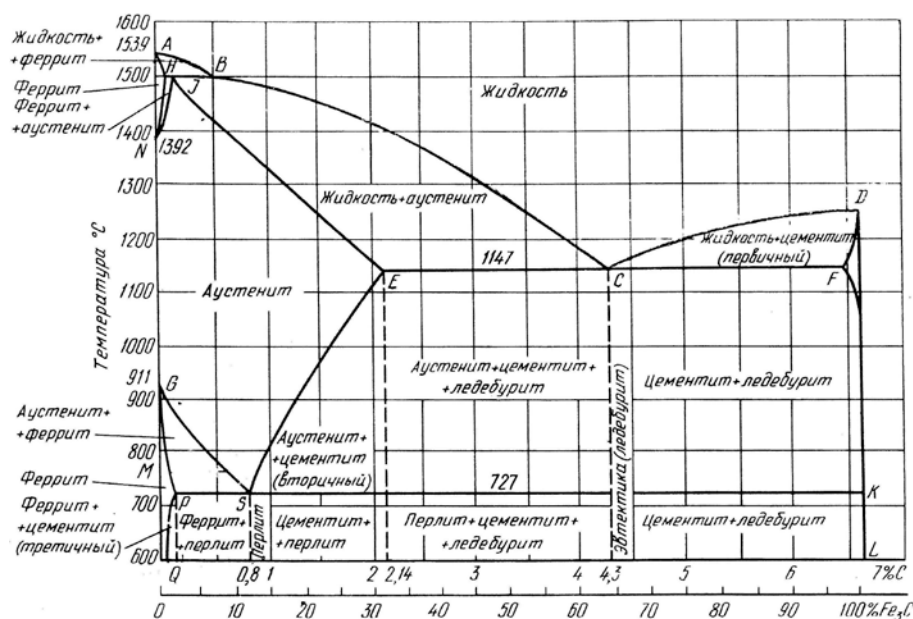 1600
1539
1500
1400
1392
1300
1200
1100
1000
911
900
800
700
600
Температура °С
Жидкость+
+феррит
Феррит
Феррит+
+аустенит
A
H
J
B
N
Жидкость
Жидкость+аустенит
D
Жидкость+цементит
(первичный)
1147
E
C
F
Аустенит
Аустенит+цементит+
+ледебурит
Эвтектика (ледебурит)
Цементит+ледебурит
G
Аустенит+
+феррит
M
Феррит
Феррит+
+цементит
(третичный)
Аустенит+
+цементит
(вторичный)
727
P
S
K
Феррит+
+перлит
Перлит
Цементит+
+перлит
Перлит+цементит+
+ледебурит
Цементит+ледебурит
L
Q 0,8 1 2 2,14 3 4 4,3 5 6 7%C
0 10 20 30 40 50 60 70 80 90 100%Fe₃C